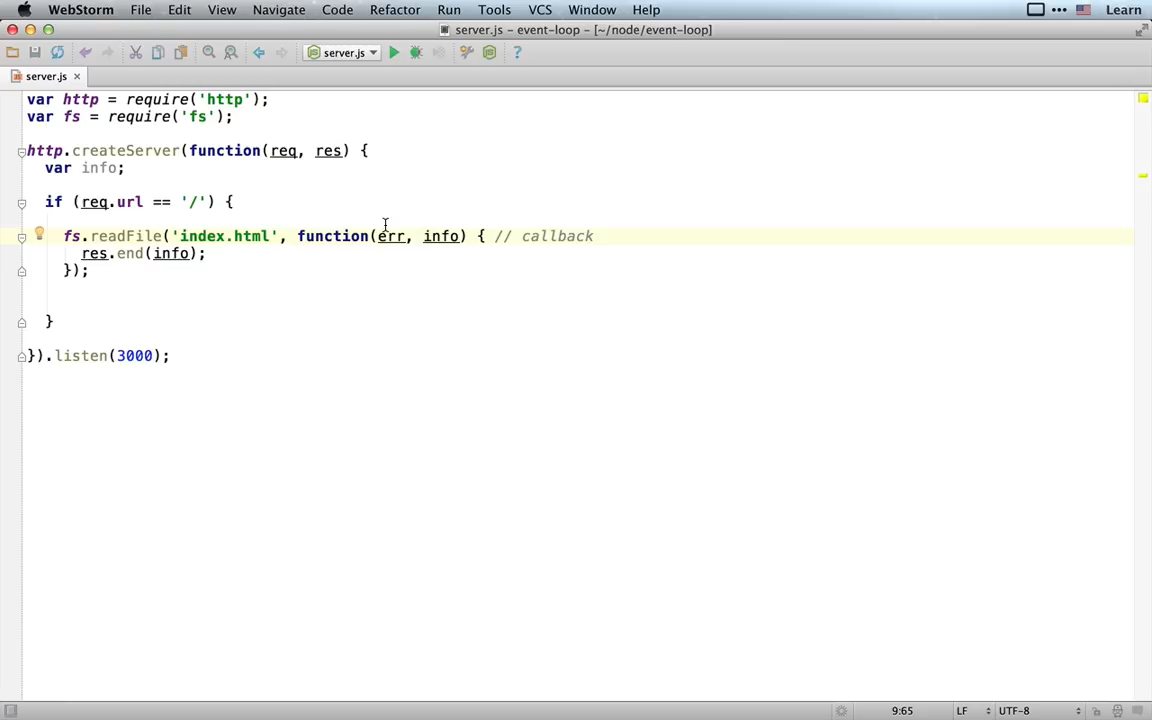 WebStorm File Edit View Navigate Code Refactor Run Tools VCS Window Help Learn
server.js – event-loop – [~/node/event-loop]
server.js
server.js ×
var http = require('http');
var fs = require('fs');
http.createServer(function(req, res) {
var info;
if (req.url == '/') {
fs.readFile('index.html', function(err, info) { // callback
res.end(info);
});
}
}).listen(3000);
9:65 LF UTF-8